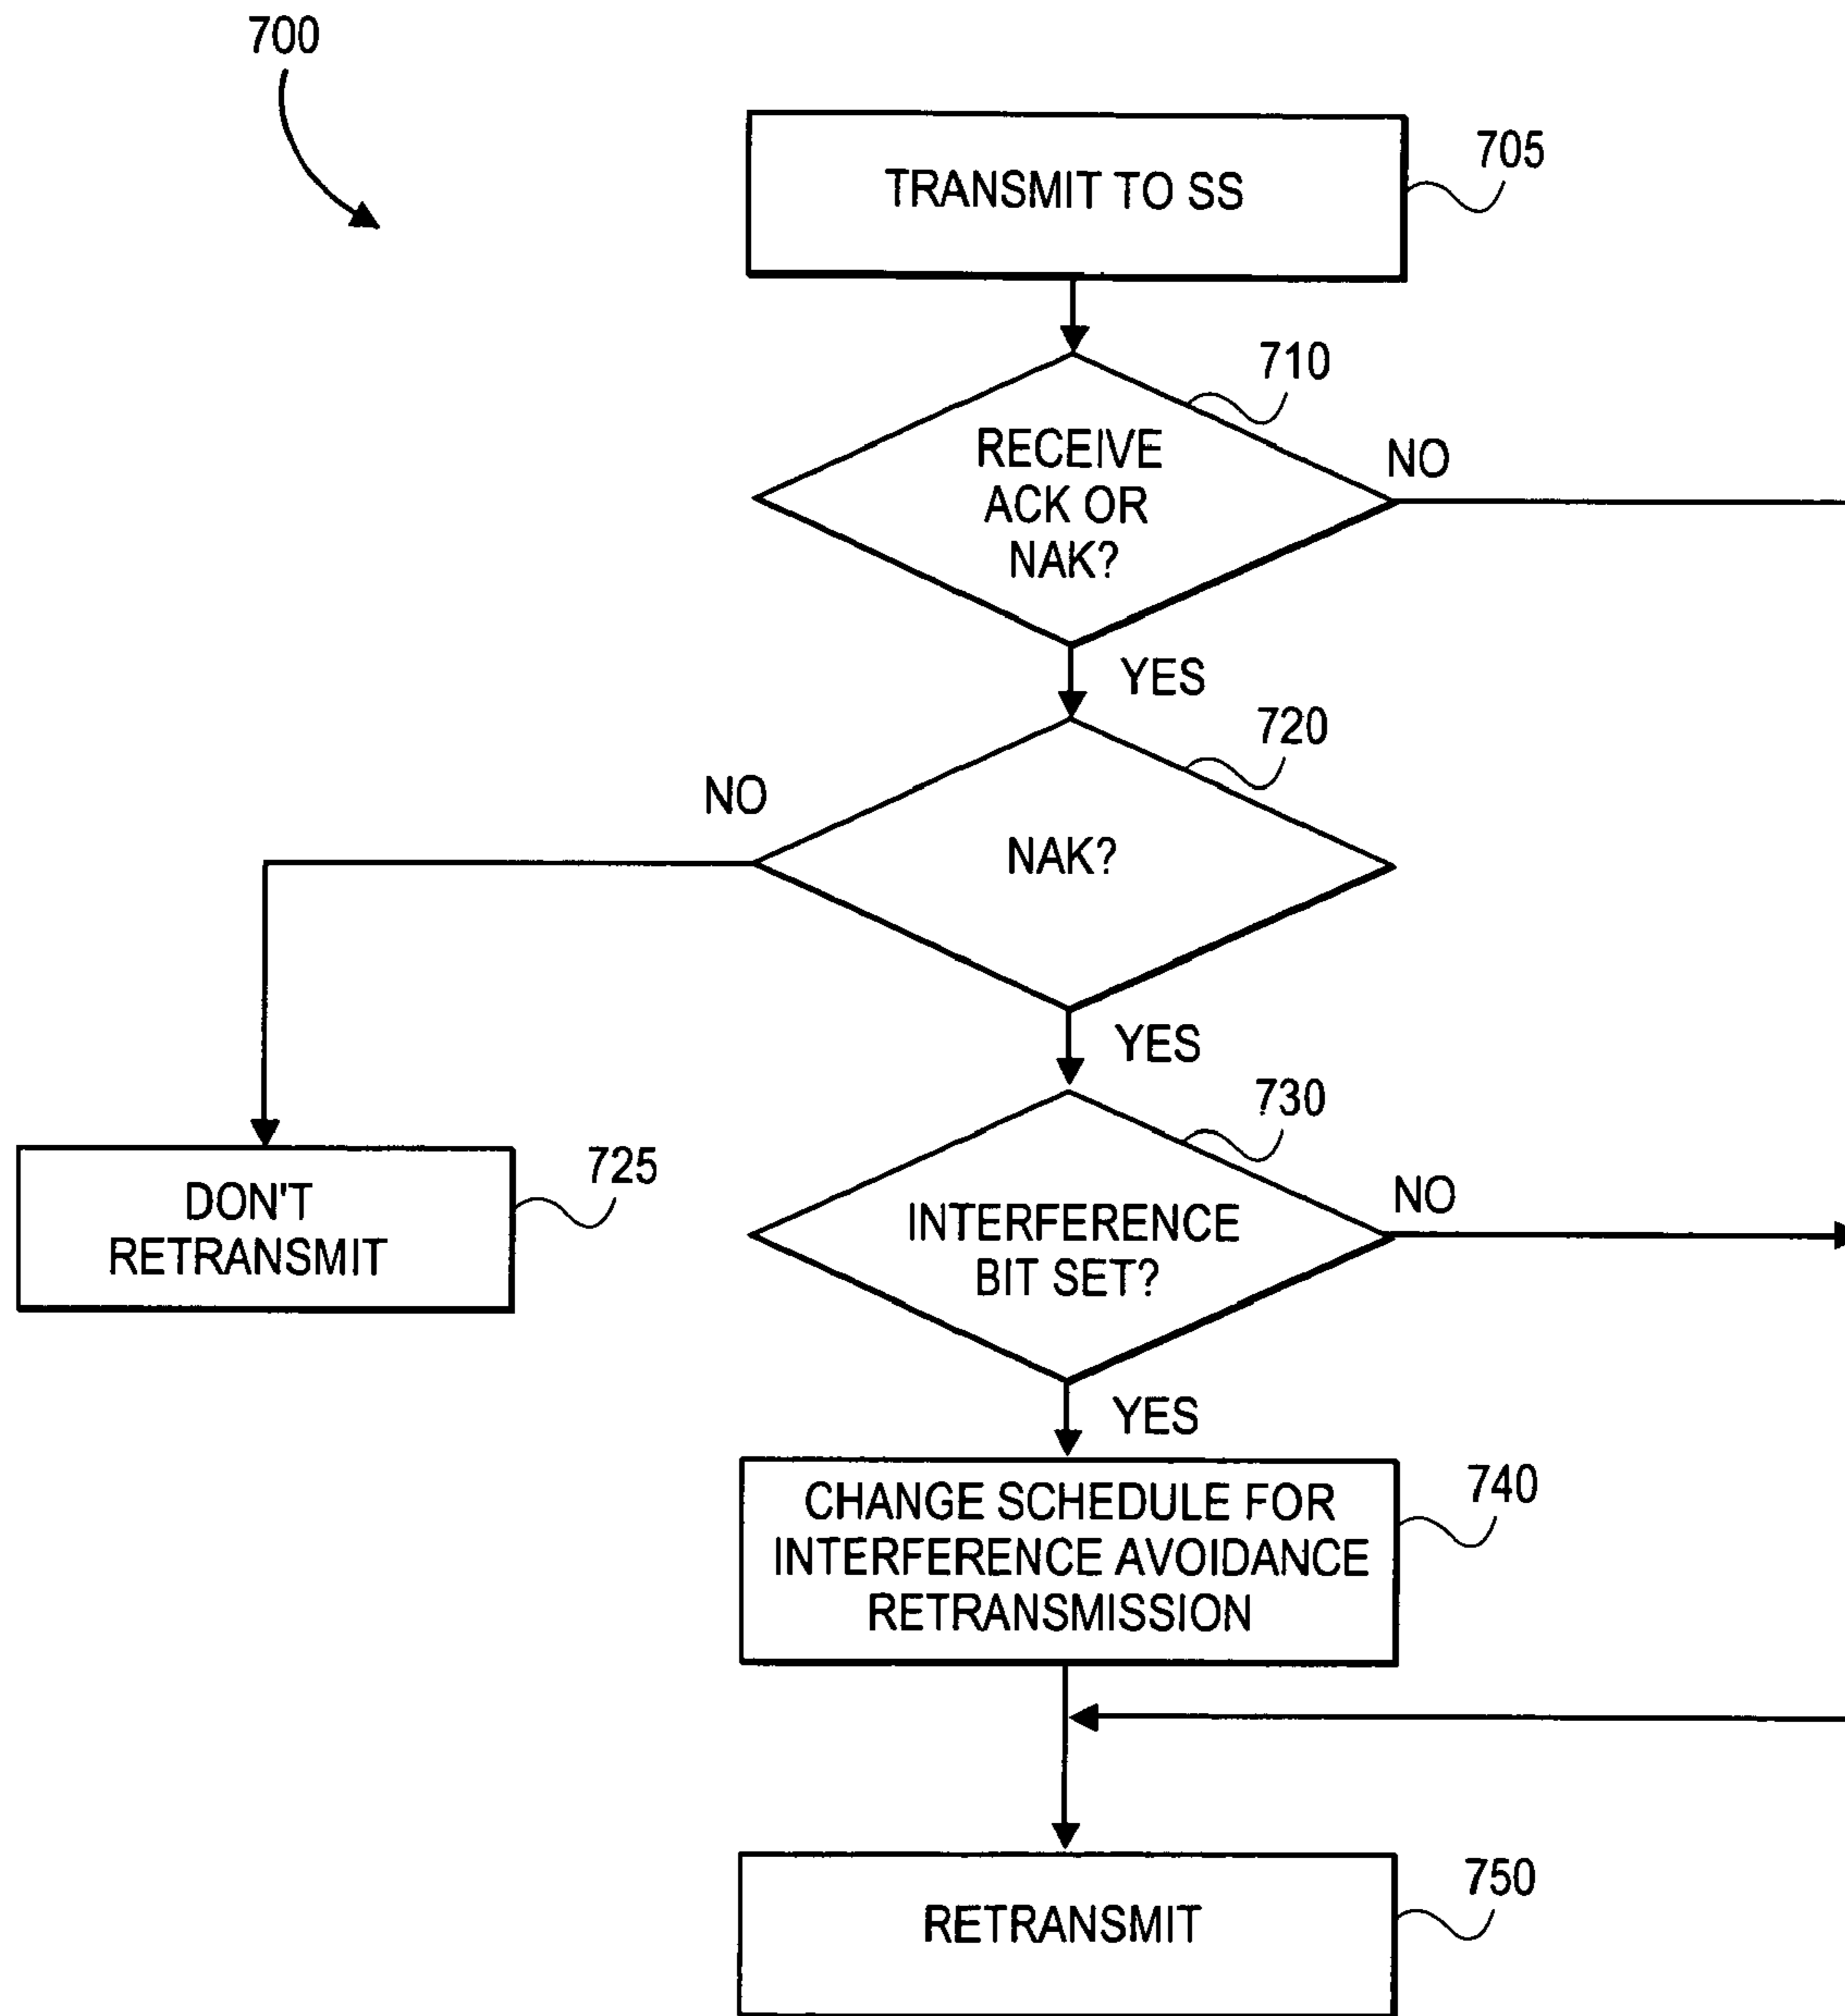 700
TRANSMIT TO SS
705
710
RECEIVE
ACK OR
NAK?
NO
YES
720
NO
NAK?
YES
730
DON'T
RETRANSMIT
725
INTERFERENCE
BIT SET?
NO
YES
CHANGE SCHEDULE FOR
INTERFERENCE AVOIDANCE
RETRANSMISSION
740
RETRANSMIT
750